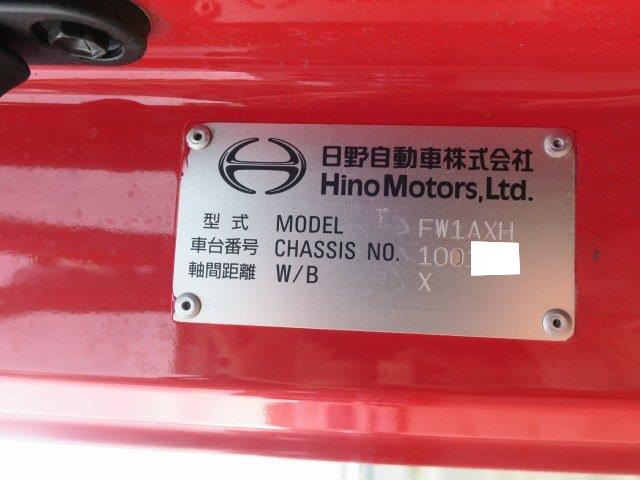 日野自動車株式会社
Hino Motors, Ltd.
型式 MODEL FW1AXH
車台番号 CHASSIS NO. 100
軸間距離 W/B X